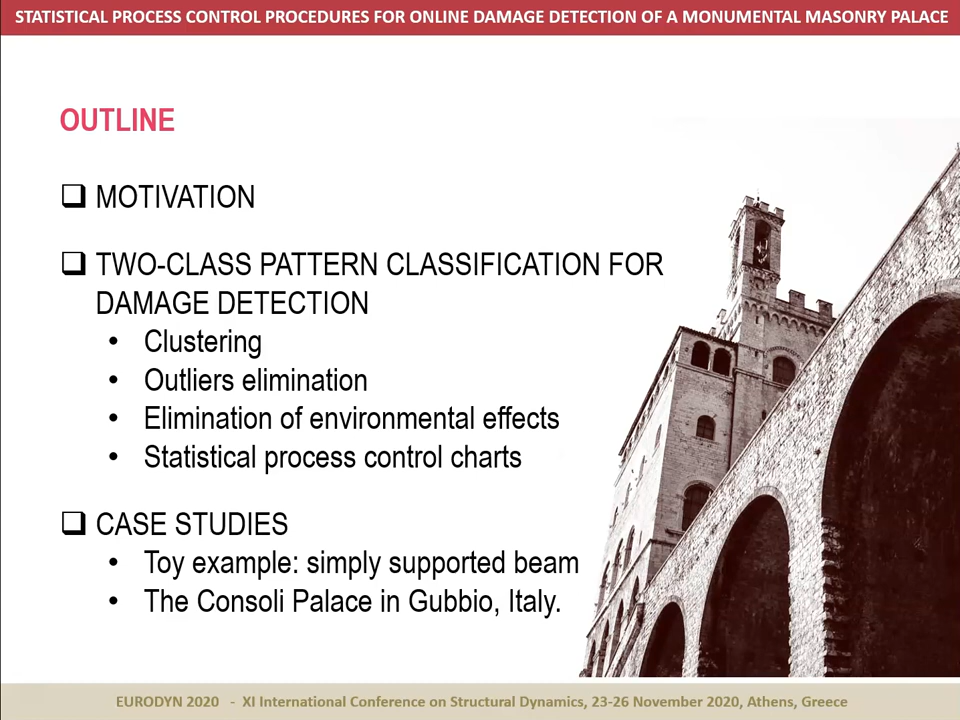 STATISTICAL PROCESS CONTROL PROCEDURES FOR ONLINE DAMAGE DETECTION OF A MONUMENTAL MASONRY PALACE
OUTLINE
❑ MOTIVATION
❑ TWO-CLASS PATTERN CLASSIFICATION FOR
DAMAGE DETECTION
• Clustering
• Outliers elimination
• Elimination of environmental effects
• Statistical process control charts
❑ CASE STUDIES
• Toy example: simply supported beam
• The Consoli Palace in Gubbio, Italy.
EURODYN 2020 - XI International Conference on Structural Dynamics, 23-26 November 2020, Athens, Greece